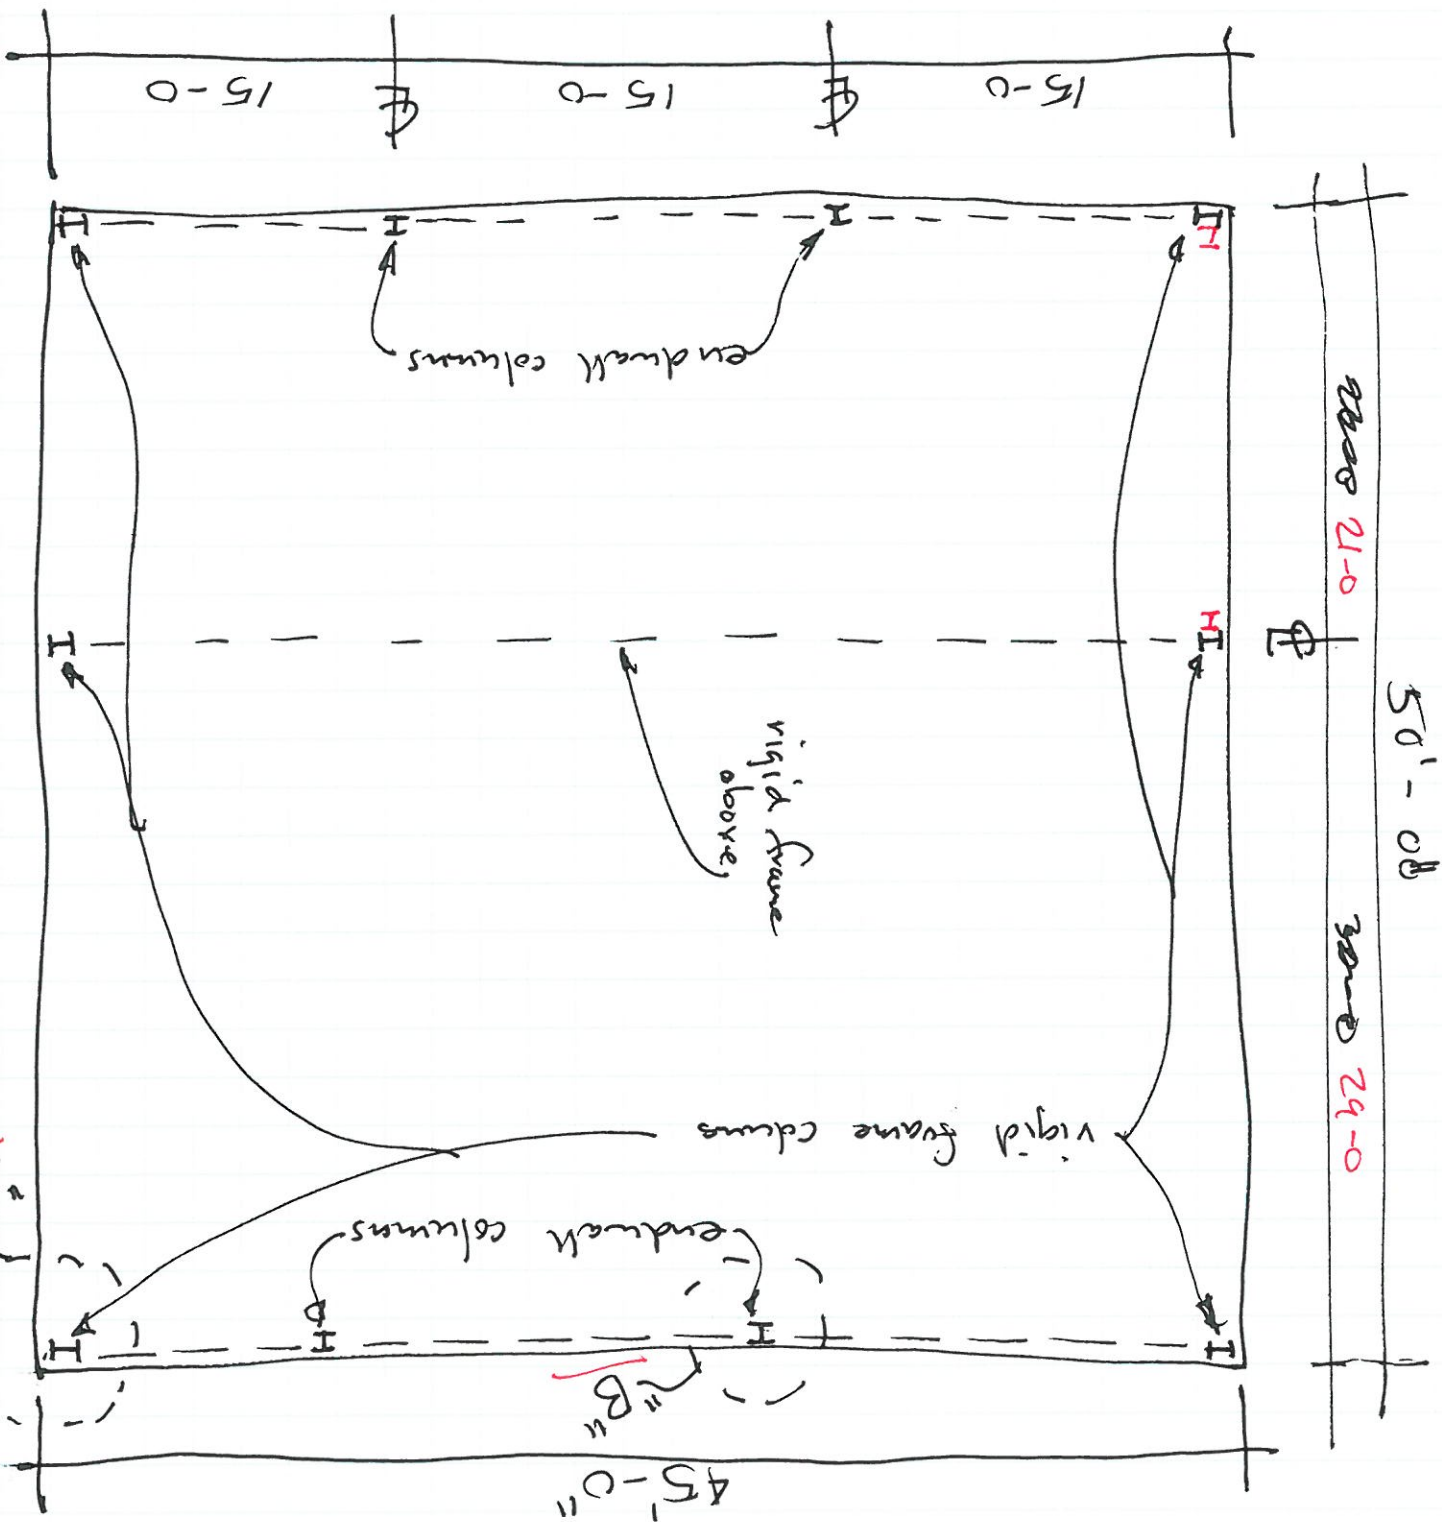 45'-0"
"B"
endwall columns
rigid frame colums
rigid frame
above
endwall columns
15-0
℄
15-0
℄
15-0
21-0
℄
50'-0"
29-0